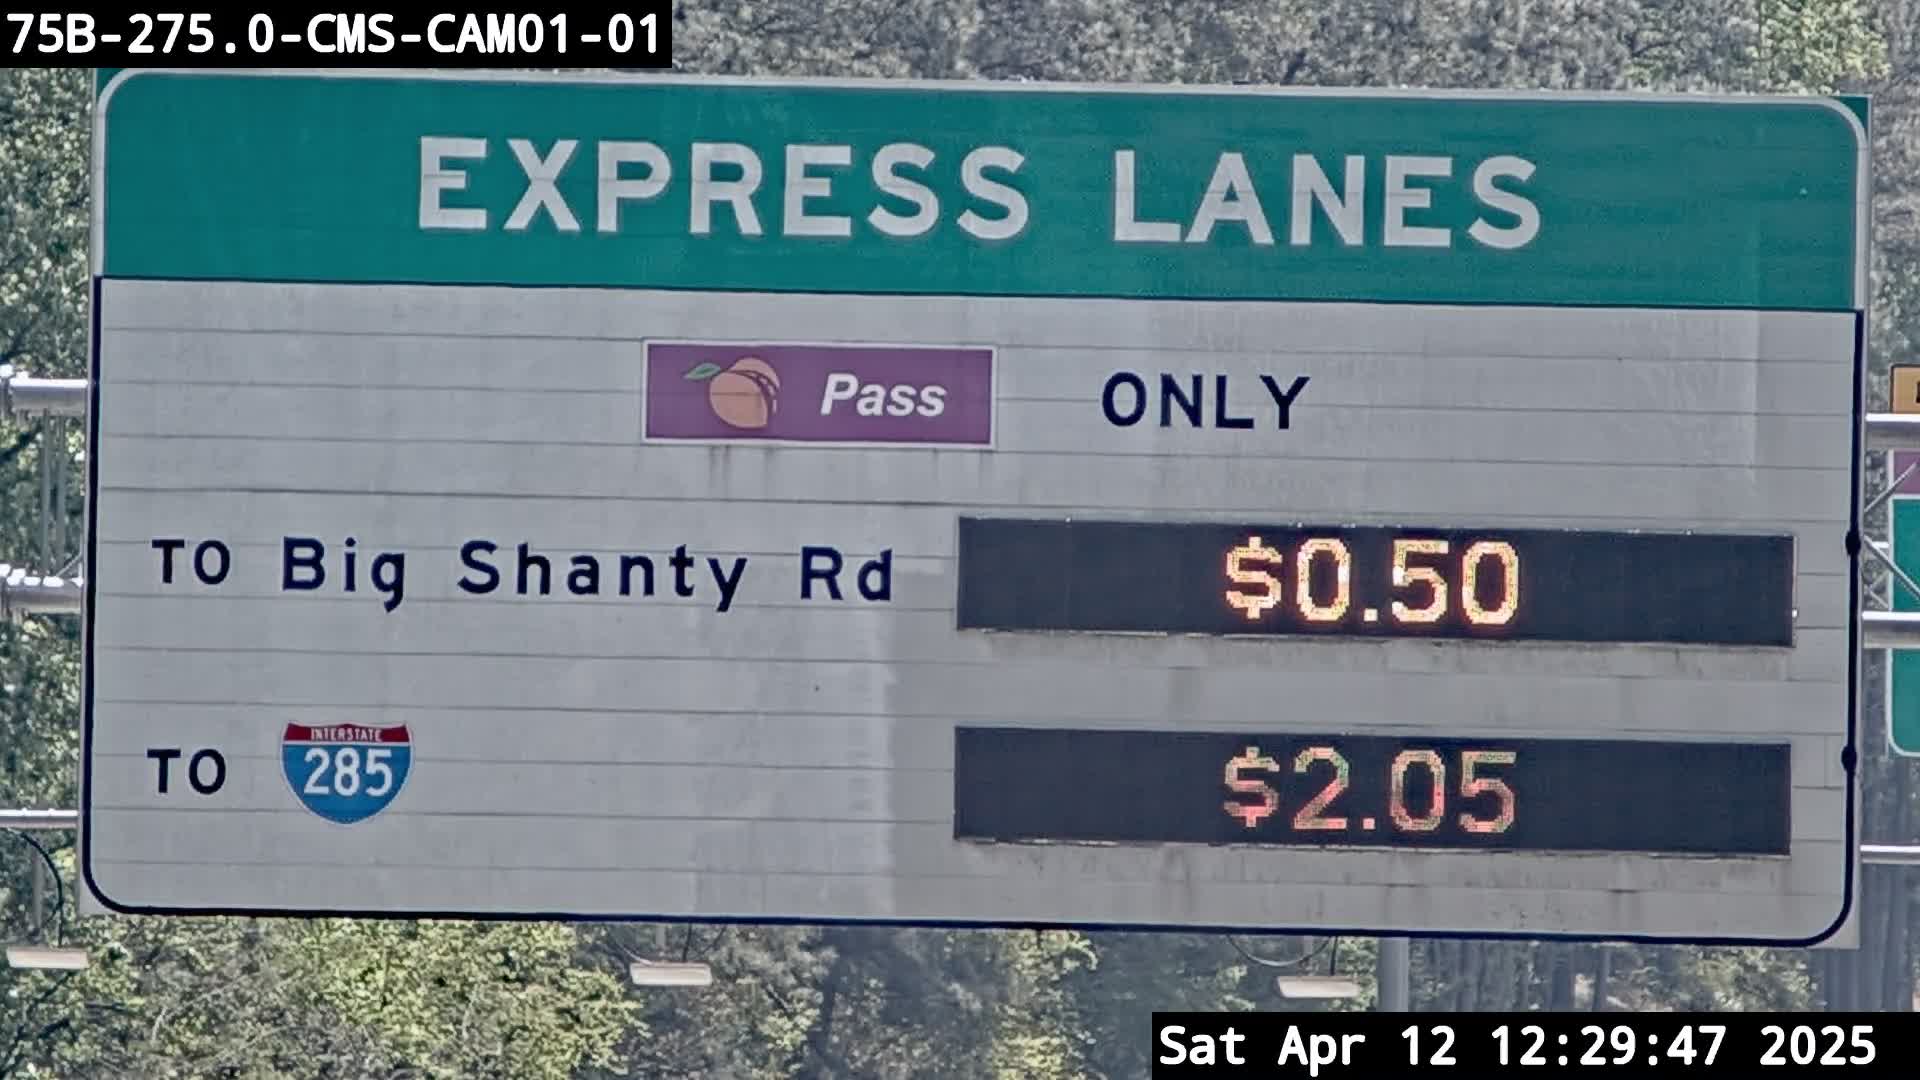 75B-275.0-CMS-CAM01-01
EXPRESS LANES
Pass ONLY
TO Big Shanty Rd $0.50
INTERSTATE
TO 285 $2.05
Sat Apr 12 12:29:47 2025